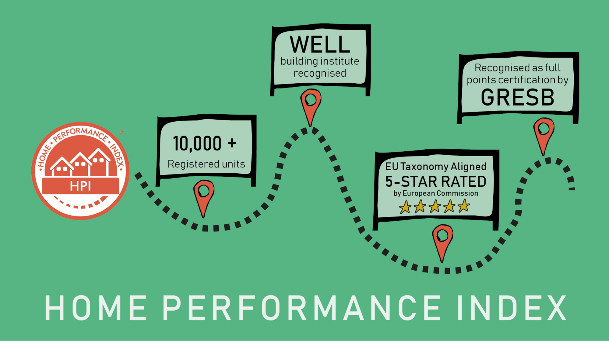 HOME • PERFORMANCE • INDEX
HPI
10,000 +
Registered units
WELL
building institute
recognised
EU Taxonomy Aligned
5-STAR RATED
by European Commission
Recognised as full
points certification by
GRESB
HOME PERFORMANCE INDEX